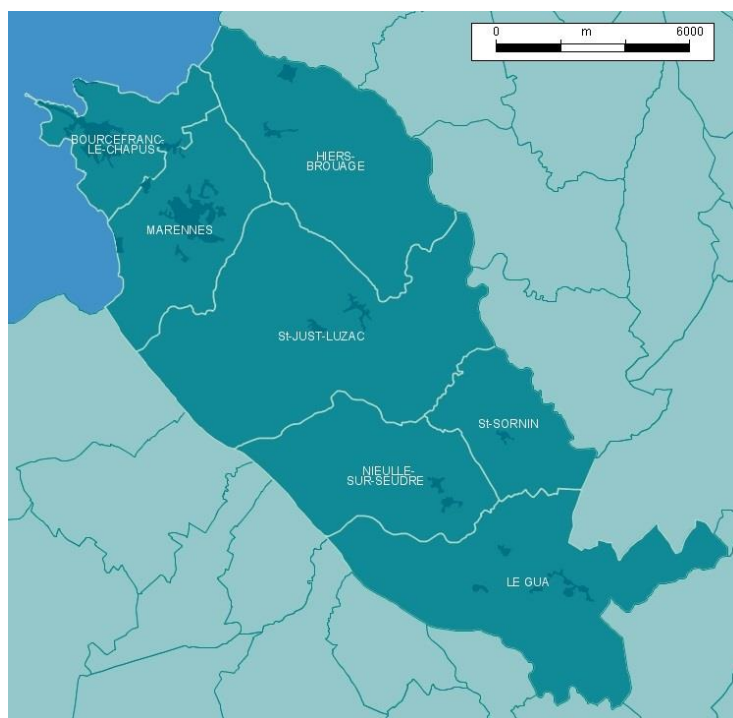 0 m 6000
BOURCEFRANC-
LE-CHAPUS
HIERS-
BROUAGE
MARENNES
St-JUST-LUZAC
St-SORNIN
NIEULLE-
SUR-SEUDRE
LE GUA